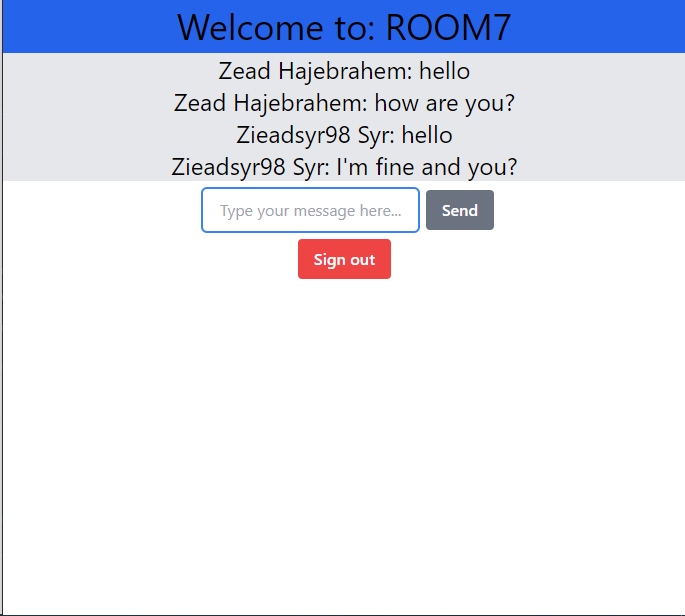 Welcome to: ROOM7
Zead Hajebrahem: hello
Zead Hajebrahem: how are you?
Zieadsyr98 Syr: hello
Zieadsyr98 Syr: I'm fine and you?
Type your message here... Send
Sign out